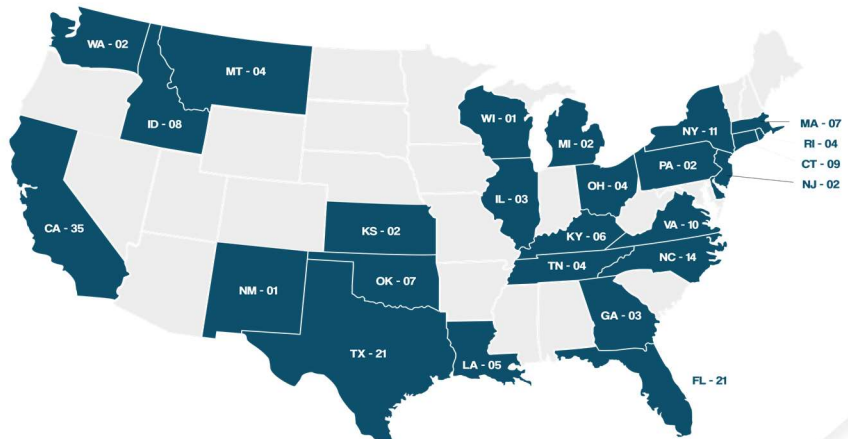 WA - 02
MT - 04
ID - 08
WI - 01
MI - 02
NY - 11
MA - 07
RI - 04
CT - 09
NJ - 02
PA - 02
OH - 04
IL - 03
CA - 35
KS - 02
KY - 06
VA - 10
TN - 04
NC - 14
NM - 01
OK - 07
GA - 03
TX - 21
LA - 05
FL - 21